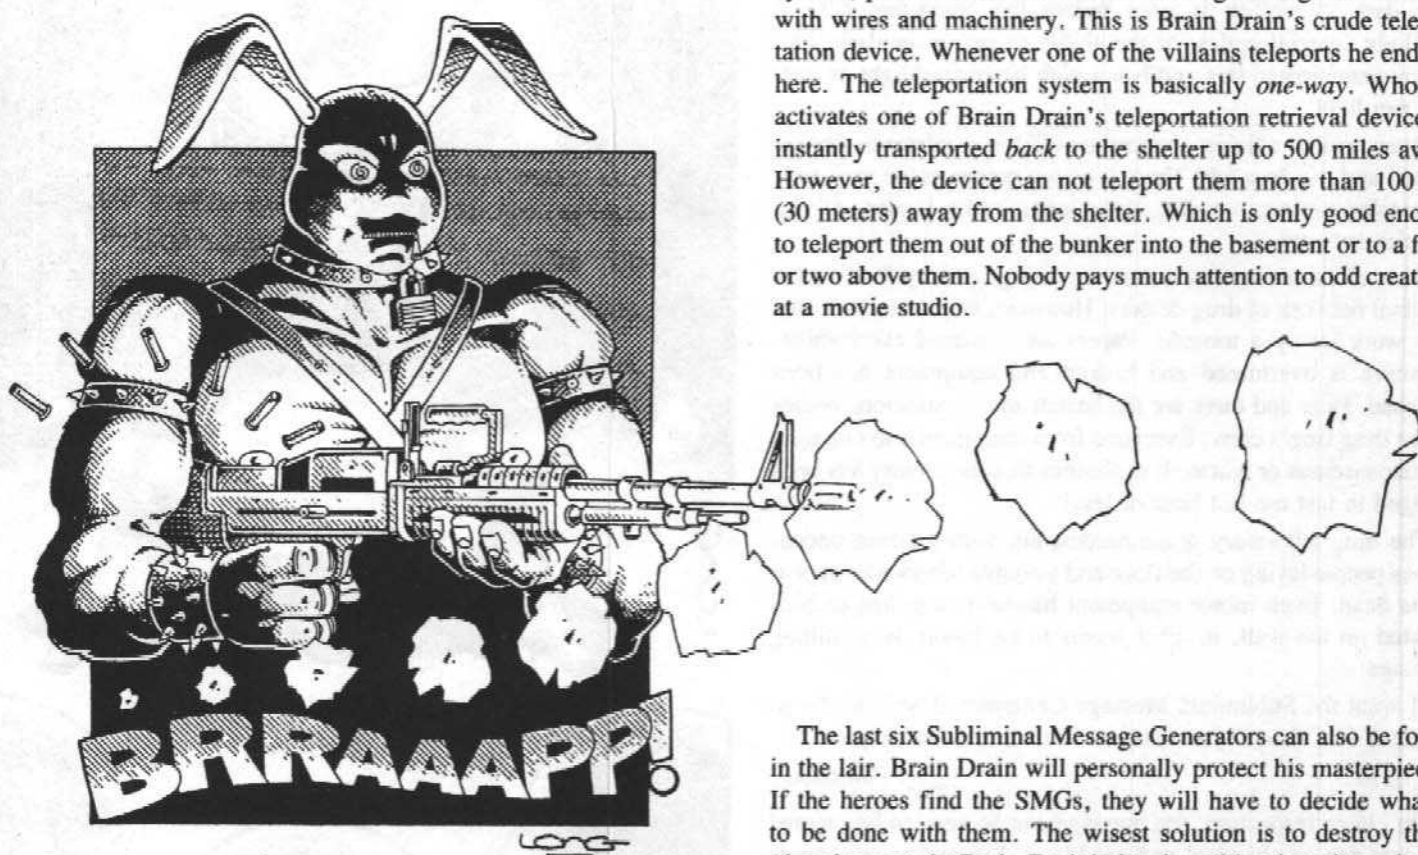 BRRAAAPP!
with wires and machinery. This is Brain Drain's crude tele
tation device. Whenever one of the villains teleports he end
here. The teleportation system is basically one-way. Who
activates one of Brain Drain's teleportation retrieval device
instantly transported back to the shelter up to 500 miles av
However, the device can not teleport them more than 100
(30 meters) away from the shelter. Which is only good enc
to teleport them out of the bunker into the basement or to a f
or two above them. Nobody pays much attention to odd creat
at a movie studio.
The last six Subliminal Message Generators can also be fo
in the lair. Brain Drain will personally protect his masterpiec
If the heroes find the SMGs, they will have to decide wha
to be done with them. The wisest solution is to destroy th